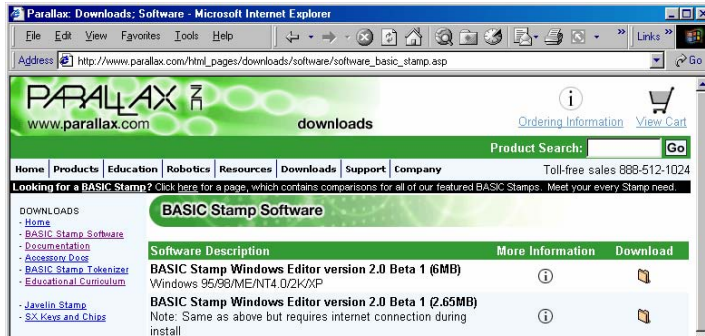 Parallax: Downloads; Software - Microsoft Internet Explorer
File Edit View Favorites Tools Help
Links »
Address http://www.parallax.com/html_pages/downloads/software/software_basic_stamp.asp Go
PARALLAX INC
www.parallax.com
downloads
Ordering Information View Cart
Product Search: Go
Home Products Education Robotics Resources Downloads Support Company Toll-free sales 888-512-1024
Looking for a BASIC Stamp? Click here for a page, which contains comparisons for all of our featured BASIC Stamps. Meet your every Stamp need.
DOWNLOADS
- Home
- BASIC Stamp Software
- Documentation
- Accessory Docs
- BASIC Stamp Tokenizer
- Educational Curriculum
- Javelin Stamp
- SX Keys and Chips
BASIC Stamp Software
Software Description More Information Download
BASIC Stamp Windows Editor version 2.0 Beta 1 (6MB)
Windows 95/98/ME/NT4.0/2K/XP
BASIC Stamp Windows Editor version 2.0 Beta 1 (2.65MB)
Note: Same as above but requires internet connection during
install